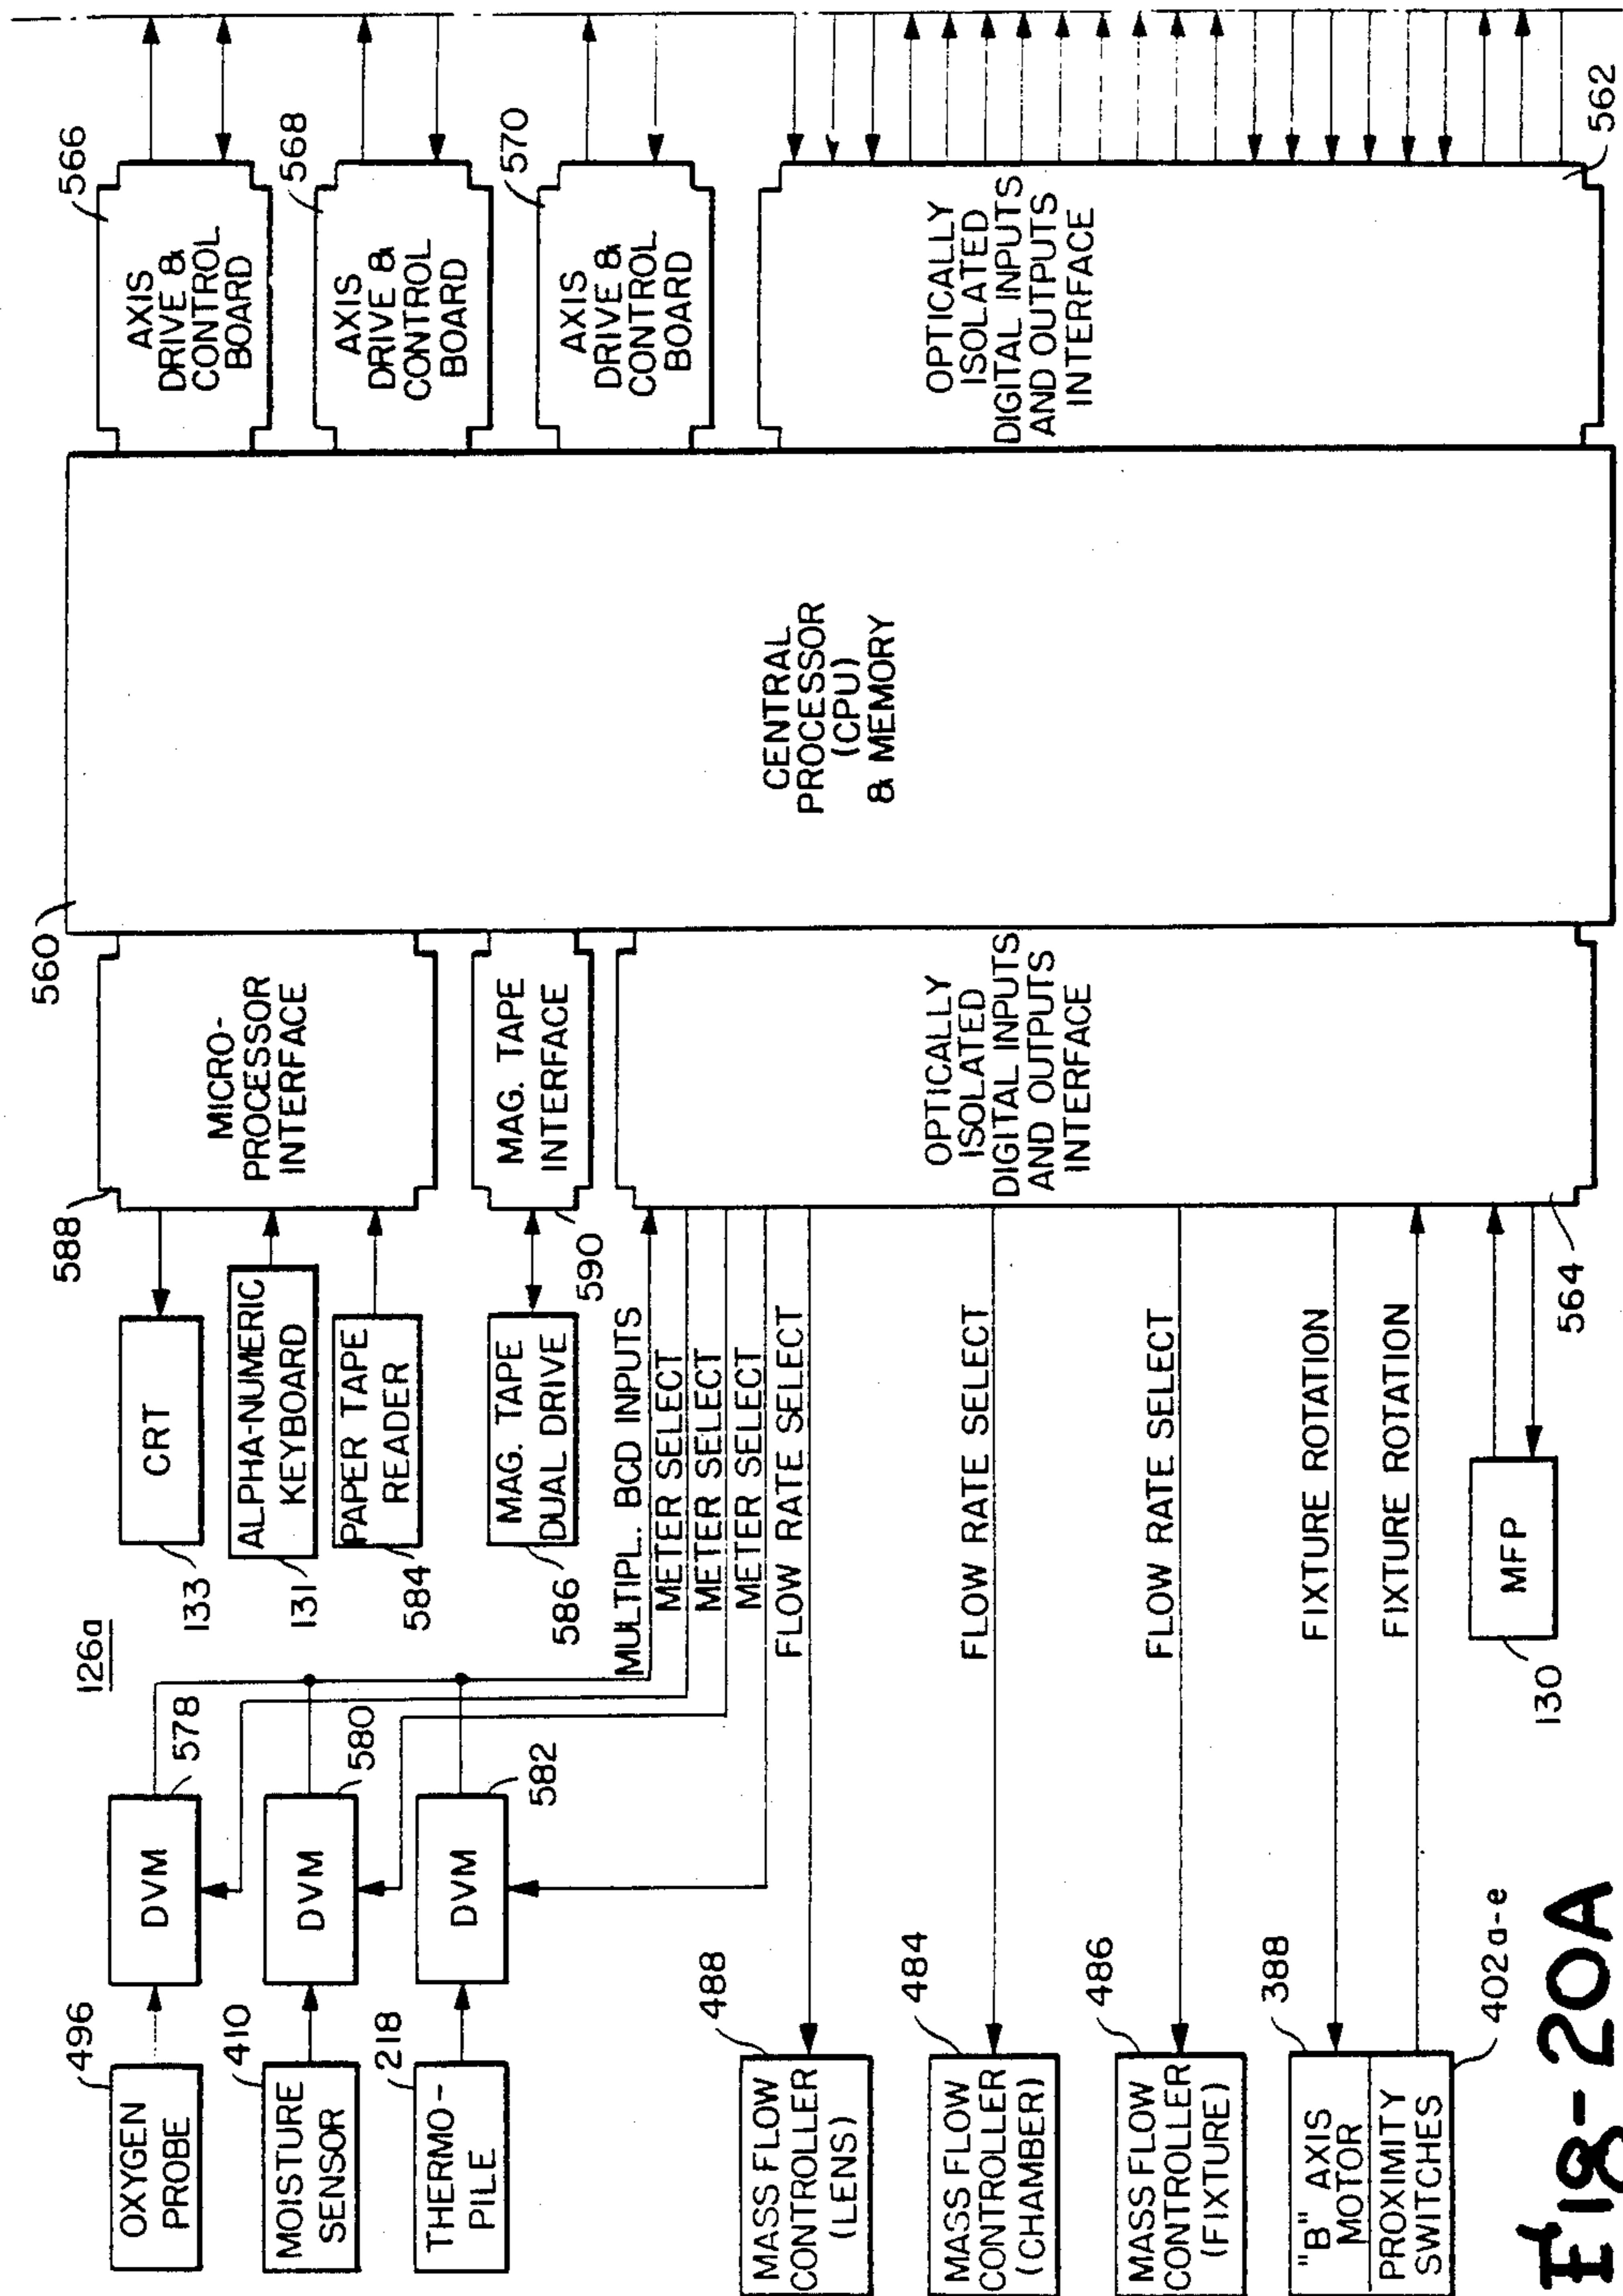 126a
OXYGEN
PROBE
496
DVM
578
MOISTURE
SENSOR
410
DVM
580
THERMO-
PILE
218
DVM
582
CRT
133
ALPHA-NUMERIC
KEYBOARD
131
PAPER TAPE
READER
584
MAG. TAPE
DUAL DRIVE
586
588
MICRO-
PROCESSOR
INTERFACE
MAG. TAPE
INTERFACE
590
MULTIPL. BCD INPUTS
METER SELECT
METER SELECT
METER SELECT
FLOW RATE SELECT
MASS FLOW
CONTROLLER
(LENS)
488
FLOW RATE SELECT
MASS FLOW
CONTROLLER
(CHAMBER)
484
FLOW RATE SELECT
MASS FLOW
CONTROLLER
(FIXTURE)
486
FIXTURE ROTATION
FIXTURE ROTATION
"B" AXIS
MOTOR
388
PROXIMITY
SWITCHES
402a-e
MFP
130
OPTICALLY
ISOLATED
DIGITAL INPUTS
AND OUTPUTS
INTERFACE
564
560
CENTRAL
PROCESSOR
(CPU)
& MEMORY
AXIS
DRIVE &
CONTROL
BOARD
566
AXIS
DRIVE &
CONTROL
BOARD
568
AXIS
DRIVE &
CONTROL
BOARD
570
OPTICALLY
ISOLATED
DIGITAL INPUTS
AND OUTPUTS
INTERFACE
562
F18-20A